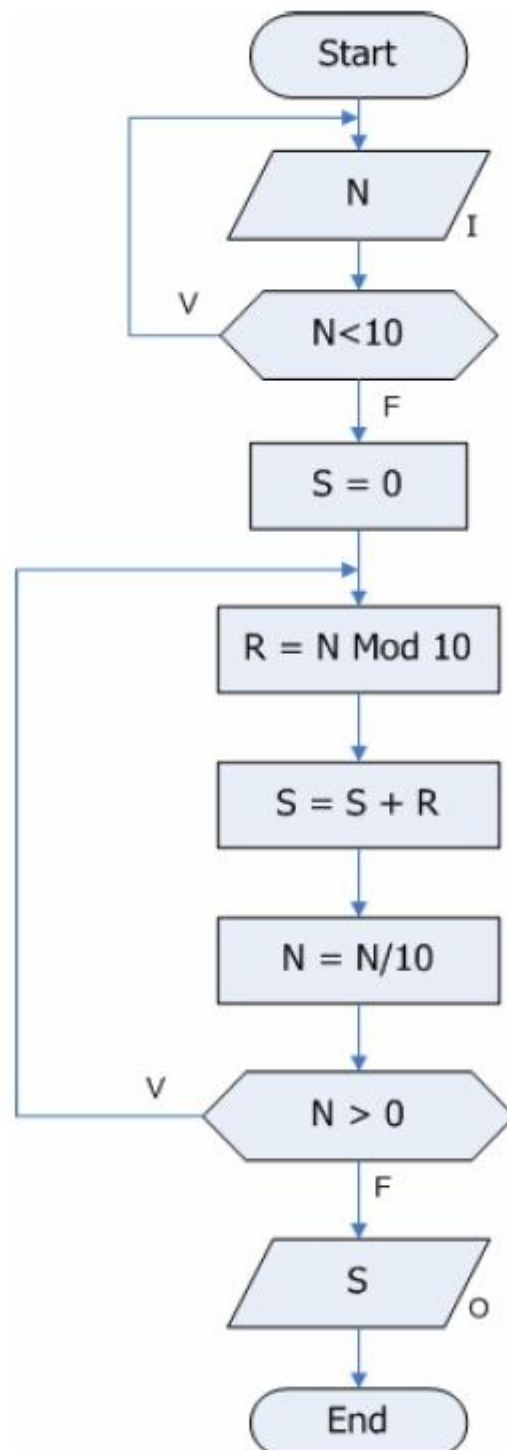 Start
N
I
V
N<10
F
S = 0
R = N Mod 10
S = S + R
N = N/10
V
N > 0
F
S
O
End